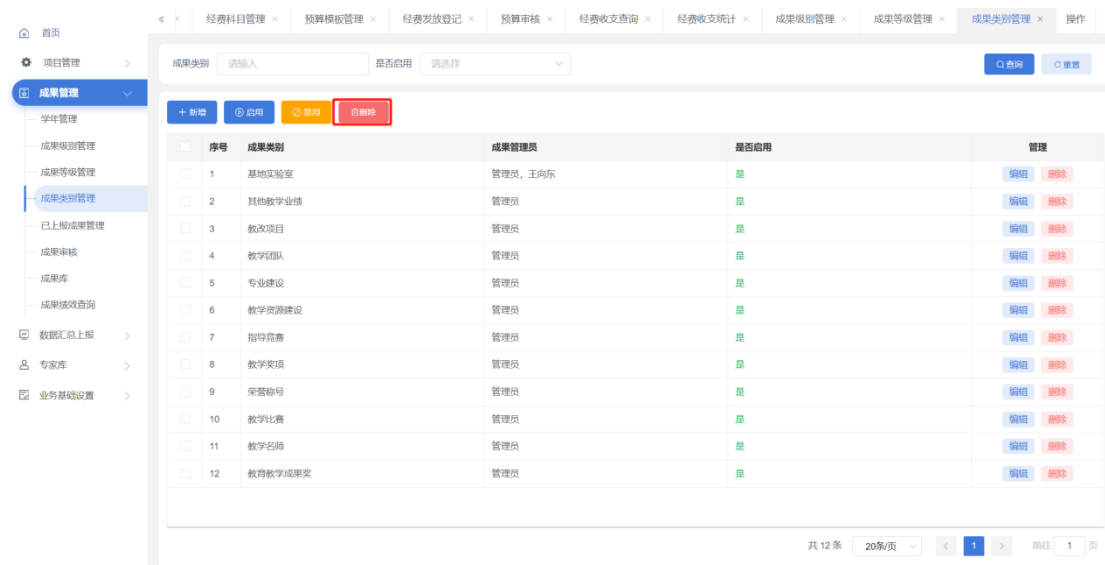 首页
项目管理
成果管理
学年管理
成果级别管理
成果等级管理
成果类别管理
已上报成果管理
成果审核
成果库
成果绩效查询
数据汇总上报
专家库
业务基础设置
经费科目管理 × 预算模板管理 × 经费发放登记 × 预算审核 × 经费收支查询 × 经费收支统计 × 成果级别管理 × 成果等级管理 × 成果类别管理 × 操作
成果类别 请输入 是否启用 请选择 查询 重置
+ 新增 启用 禁用 删除
序号 成果类别 成果管理员 是否启用 管理
1 基地实验室 管理员，王向东 是 编辑 删除
2 其他教学业绩 管理员 是 编辑 删除
3 教改项目 管理员 是 编辑 删除
4 教学团队 管理员 是 编辑 删除
5 专业建设 管理员 是 编辑 删除
6 教学资源建设 管理员 是 编辑 删除
7 指导竞赛 管理员 是 编辑 删除
8 教学奖项 管理员 是 编辑 删除
9 荣誉称号 管理员 是 编辑 删除
10 教学比赛 管理员 是 编辑 删除
11 教学名师 管理员 是 编辑 删除
12 教育教学成果奖 管理员 是 编辑 删除
共 12 条 20条/页 < 1 > 前往 1 页